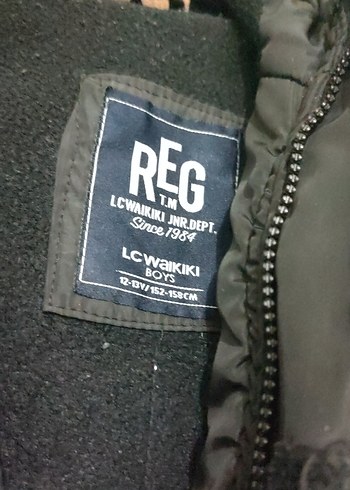 REG
T.M
LCWAIKIKI JNR.DEPT.
Since 1984
LCWAIKIKI
BOYS
12-13Y/152-158CM